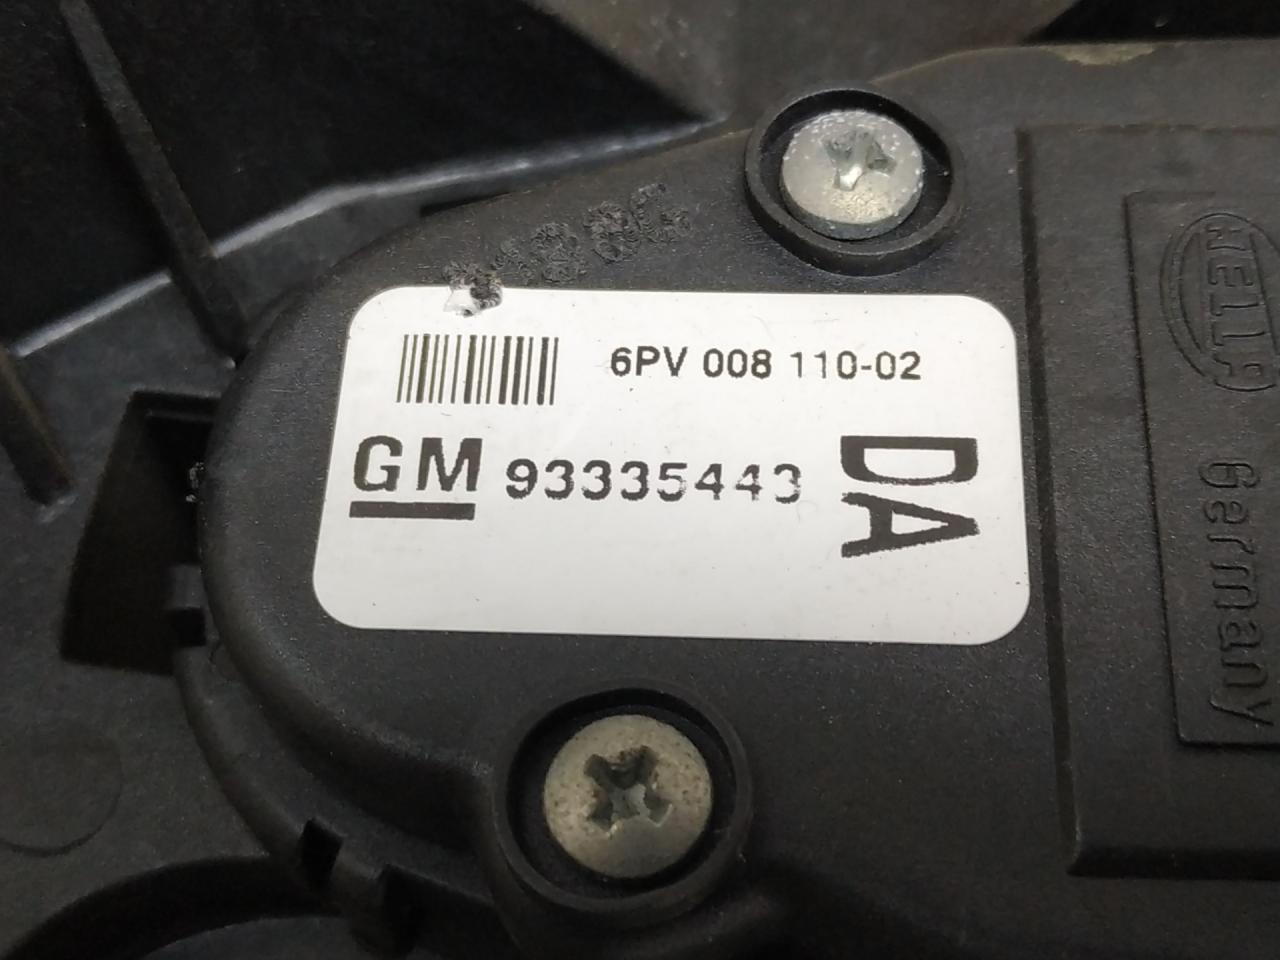 6PV 008 110-02
GM 93335443
DA
HELLA
Germany